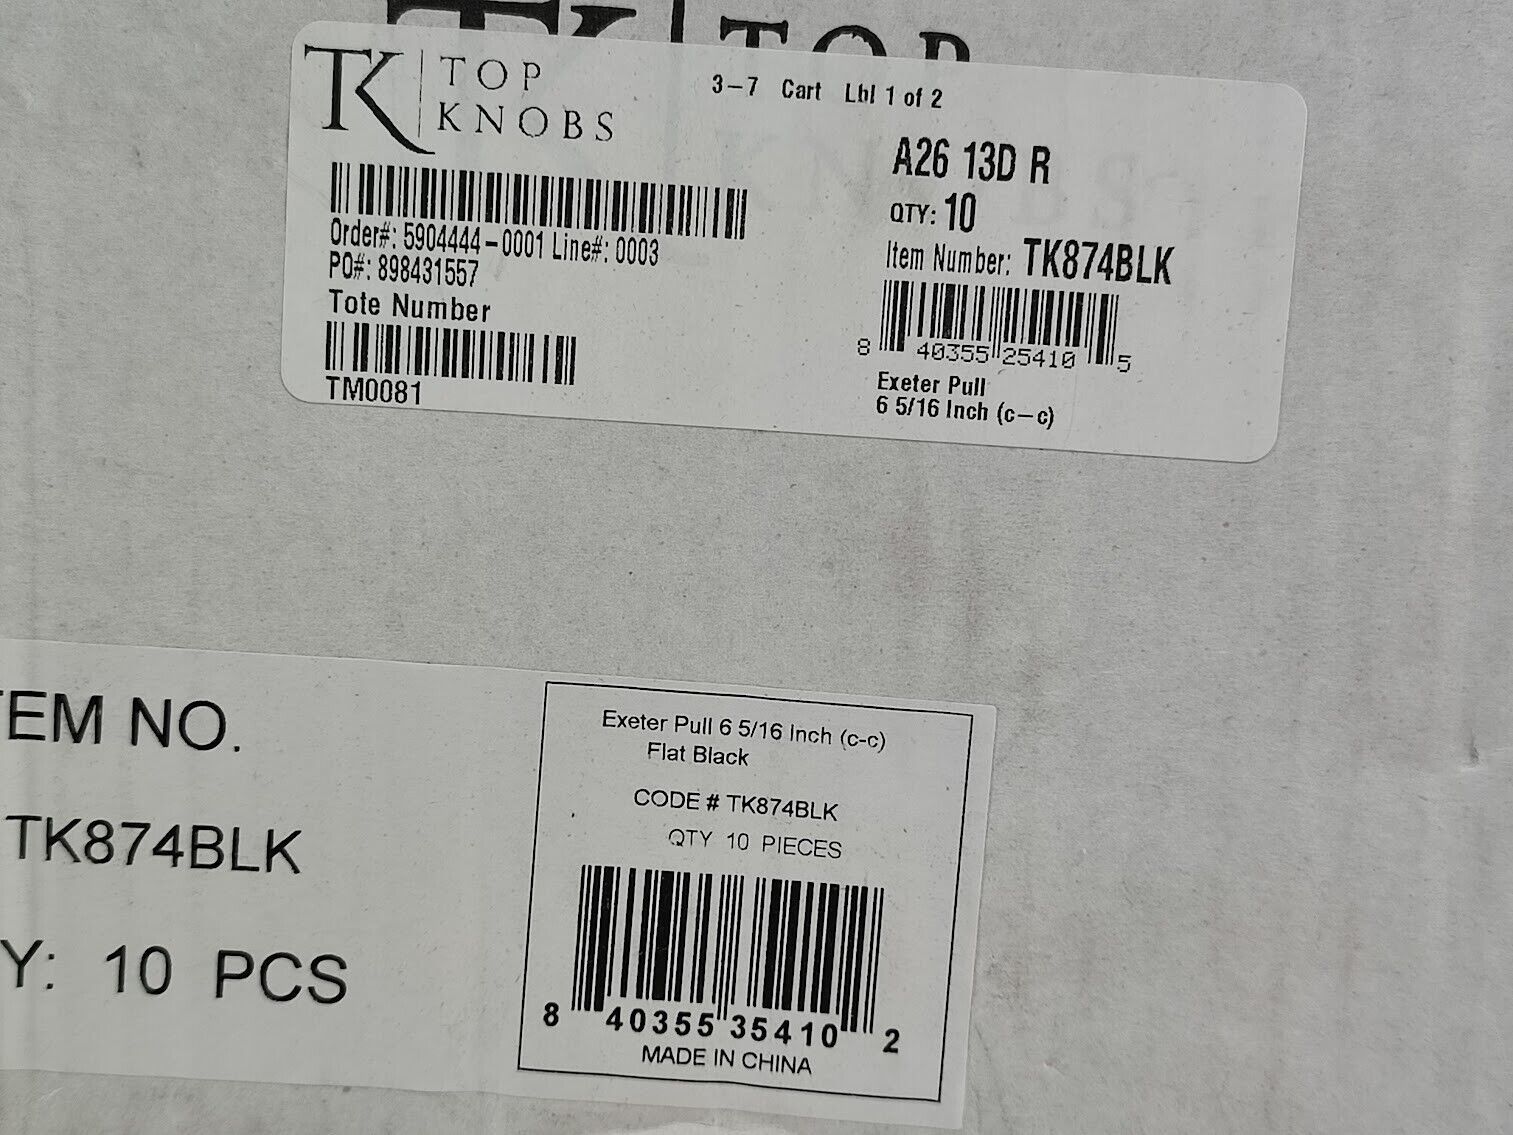 TK TOP
TK TOP
KNOBS
3-7 Cart Lbl 1 of 2
Order#: 5904444-0001 Line#: 0003
PO#: 898431557
Tote Number
TM0081
A26 13D R
QTY: 10
Item Number: TK874BLK
8 40355 25410 5
Exeter Pull
6 5/16 Inch (c-c)
TEM NO.
TK874BLK
Y: 10 PCS
Exeter Pull 6 5/16 Inch (c-c)
Flat Black
CODE # TK874BLK
QTY 10 PIECES
8 40355 35410 2
MADE IN CHINA